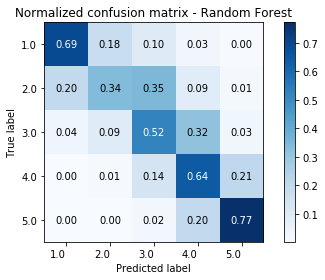 Normalized confusion matrix - Random Forest
1.0 0.69 0.18 0.10 0.03 0.00
2.0 0.20 0.34 0.35 0.09 0.01
3.0 0.04 0.09 0.52 0.32 0.03
4.0 0.00 0.01 0.14 0.64 0.21
5.0 0.00 0.00 0.02 0.20 0.77
1.0 2.0 3.0 4.0 5.0
True label
Predicted label
0.7
0.6
0.5
0.4
0.3
0.2
0.1